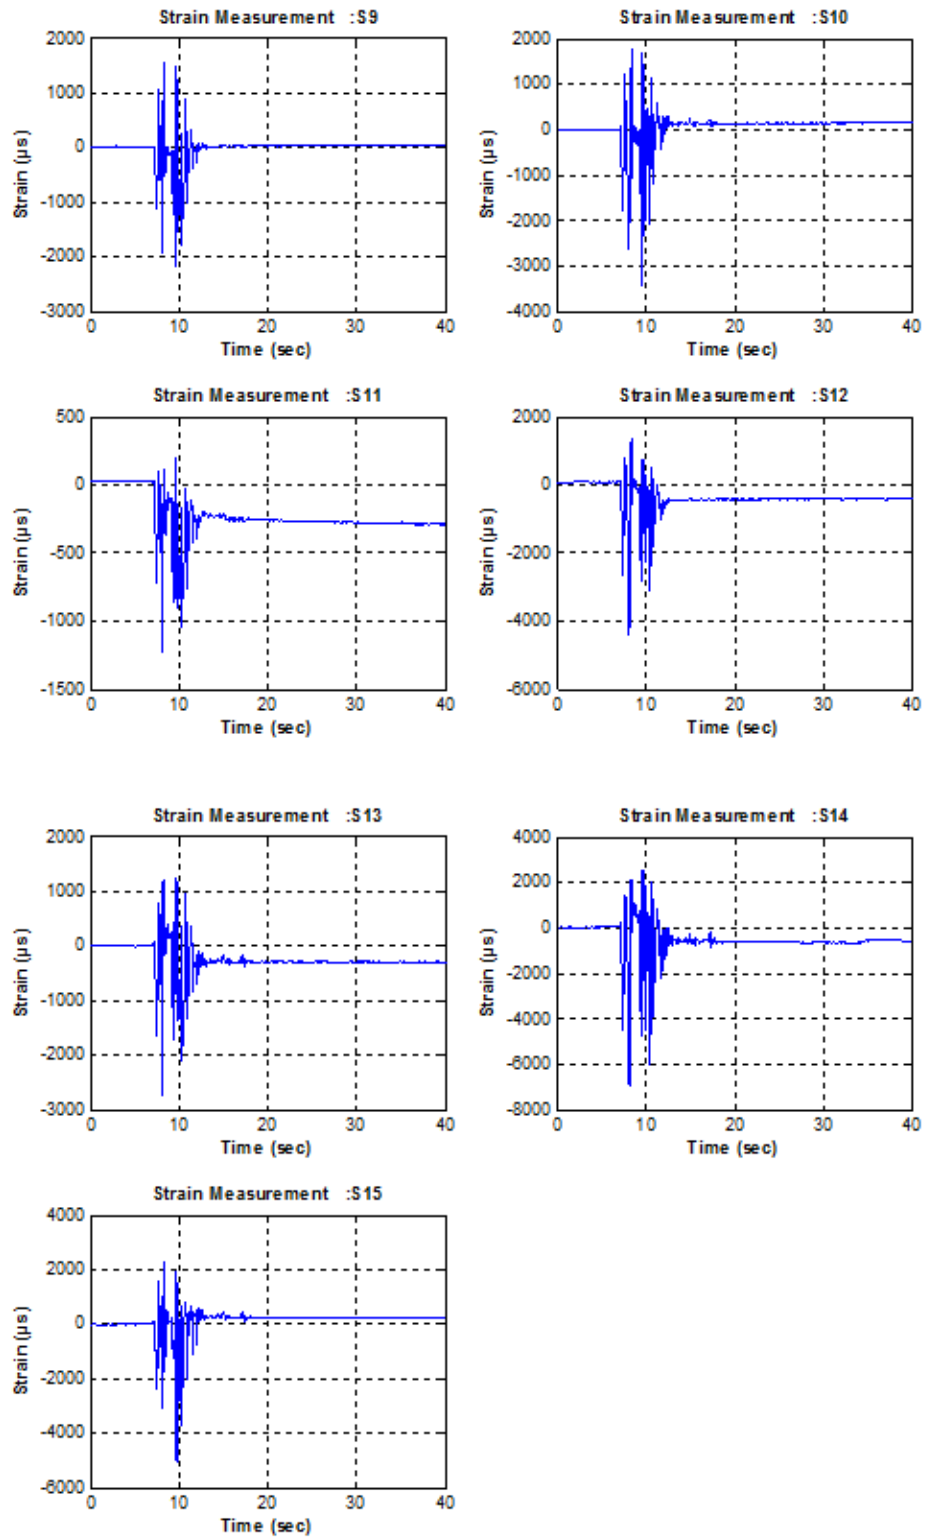 Strain Measurement :S9
2000
1000
0
-1000
-2000
-3000
Strain (µs)
0 10 20 30 40
Time (sec)
Strain Measurement :S10
2000
1000
0
-1000
-2000
-3000
-4000
Strain (µs)
0 10 20 30 40
Time (sec)
Strain Measurement :S11
500
0
-500
-1000
-1500
Strain (µs)
0 10 20 30 40
Time (sec)
Strain Measurement :S12
2000
0
-2000
-4000
-6000
Strain (µs)
0 10 20 30 40
Time (sec)
Strain Measurement :S13
2000
1000
0
-1000
-2000
-3000
Strain (µs)
0 10 20 30 40
Time (sec)
Strain Measurement :S14
4000
2000
0
-2000
-4000
-6000
-8000
Strain (µs)
0 10 20 30 40
Time (sec)
Strain Measurement :S15
4000
2000
0
-2000
-4000
-6000
Strain (µs)
0 10 20 30 40
Time (sec)